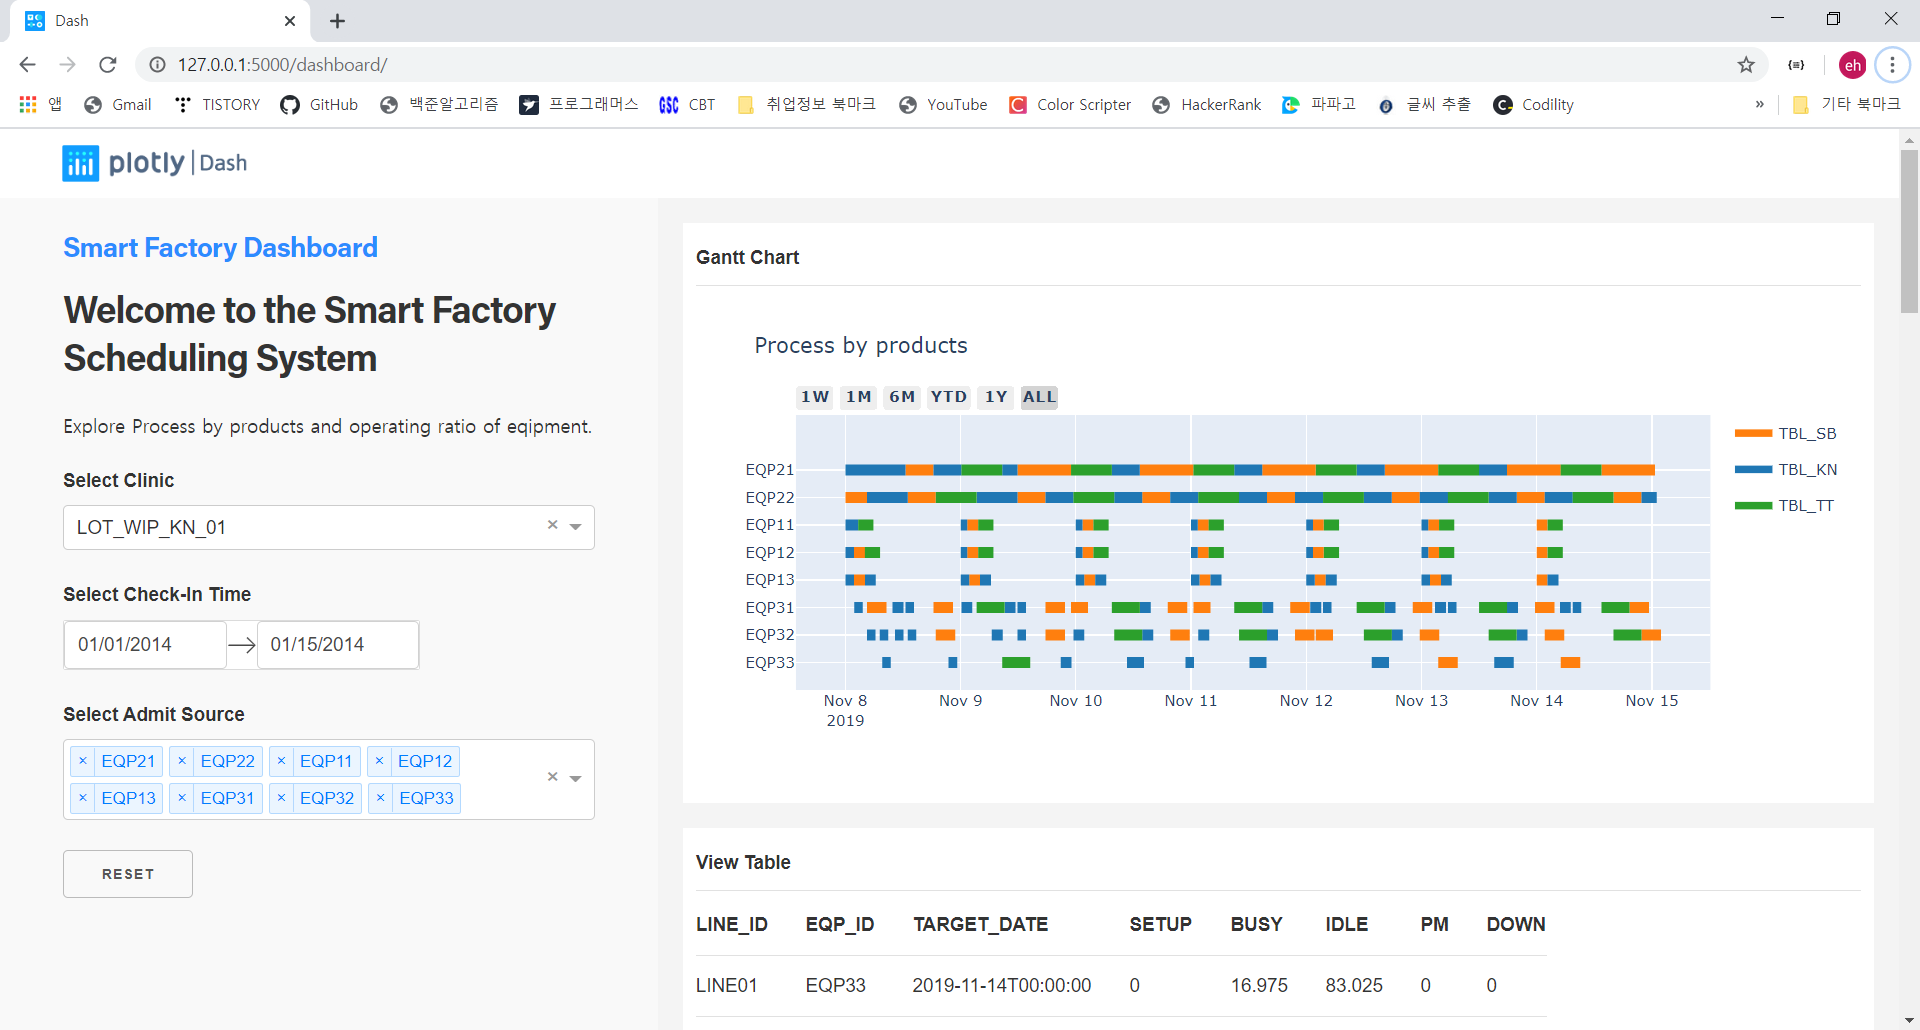 Dash
127.0.0.1:5000/dashboard/
eh
앱 Gmail TISTORY GitHub 백준알고리즘 프로그래머스 GSC CBT 취업정보 북마크 YouTube Color Scripter HackerRank 파파고 글씨 추출 Codility » 기타 북마크
plotly | Dash
Smart Factory Dashboard
Welcome to the Smart Factory
Scheduling System
Explore Process by products and operating ratio of eqipment.
Select Clinic
LOT_WIP_KN_01
Select Check-In Time
01/01/2014
01/15/2014
Select Admit Source
× EQP21 × EQP22 × EQP11 × EQP12
× EQP13 × EQP31 × EQP32 × EQP33
RESET
Gantt Chart
Process by products
1W 1M 6M YTD 1Y ALL
TBL_SB
TBL_KN
TBL_TT
EQP21
EQP22
EQP11
EQP12
EQP13
EQP31
EQP32
EQP33
Nov 8 Nov 9 Nov 10 Nov 11 Nov 12 Nov 13 Nov 14 Nov 15
2019
View Table
LINE_ID EQP_ID TARGET_DATE SETUP BUSY IDLE PM DOWN
LINE01 EQP33 2019-11-14T00:00:00 0 16.975 83.025 0 0